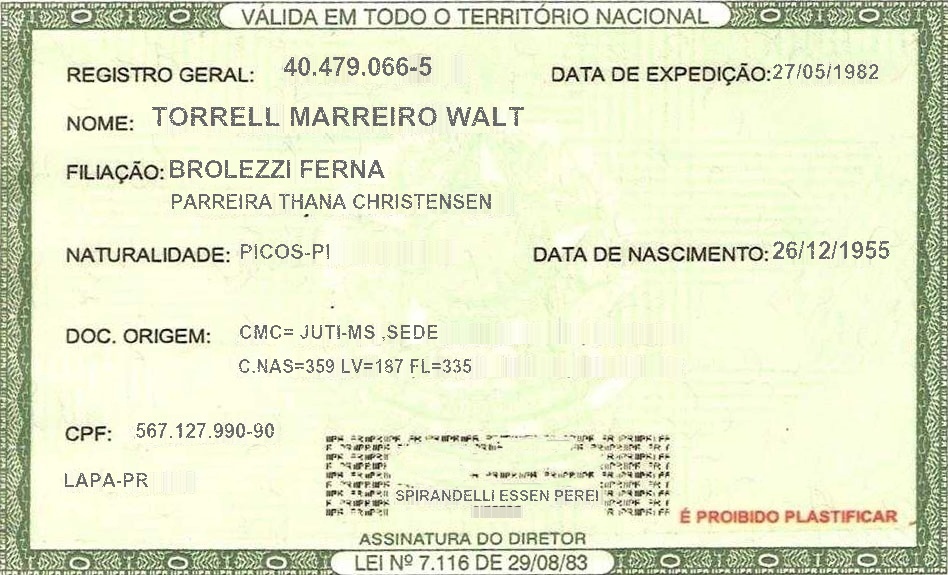 VÁLIDA EM TODO O TERRITÓRIO NACIONAL
REGISTRO GERAL: 40.479.066-5 DATA DE EXPEDIÇÃO:27/05/1982
NOME: TORRELL MARREIRO WALT
FILIAÇÃO: BROLEZZI FERNA
PARREIRA THANA CHRISTENSEN
NATURALIDADE: PICOS-PI DATA DE NASCIMENTO: 26/12/1955
DOC. ORIGEM: CMC= JUTI-MS ,SEDE
C.NAS=359 LV=187 FL=335
CPF: 567.127.990-90
LAPA-PR
SPIRANDELLI ESSEN PEREI
É PROIBIDO PLASTIFICAR
ASSINATURA DO DIRETOR
LEI Nº 7.116 DE 29/08/83